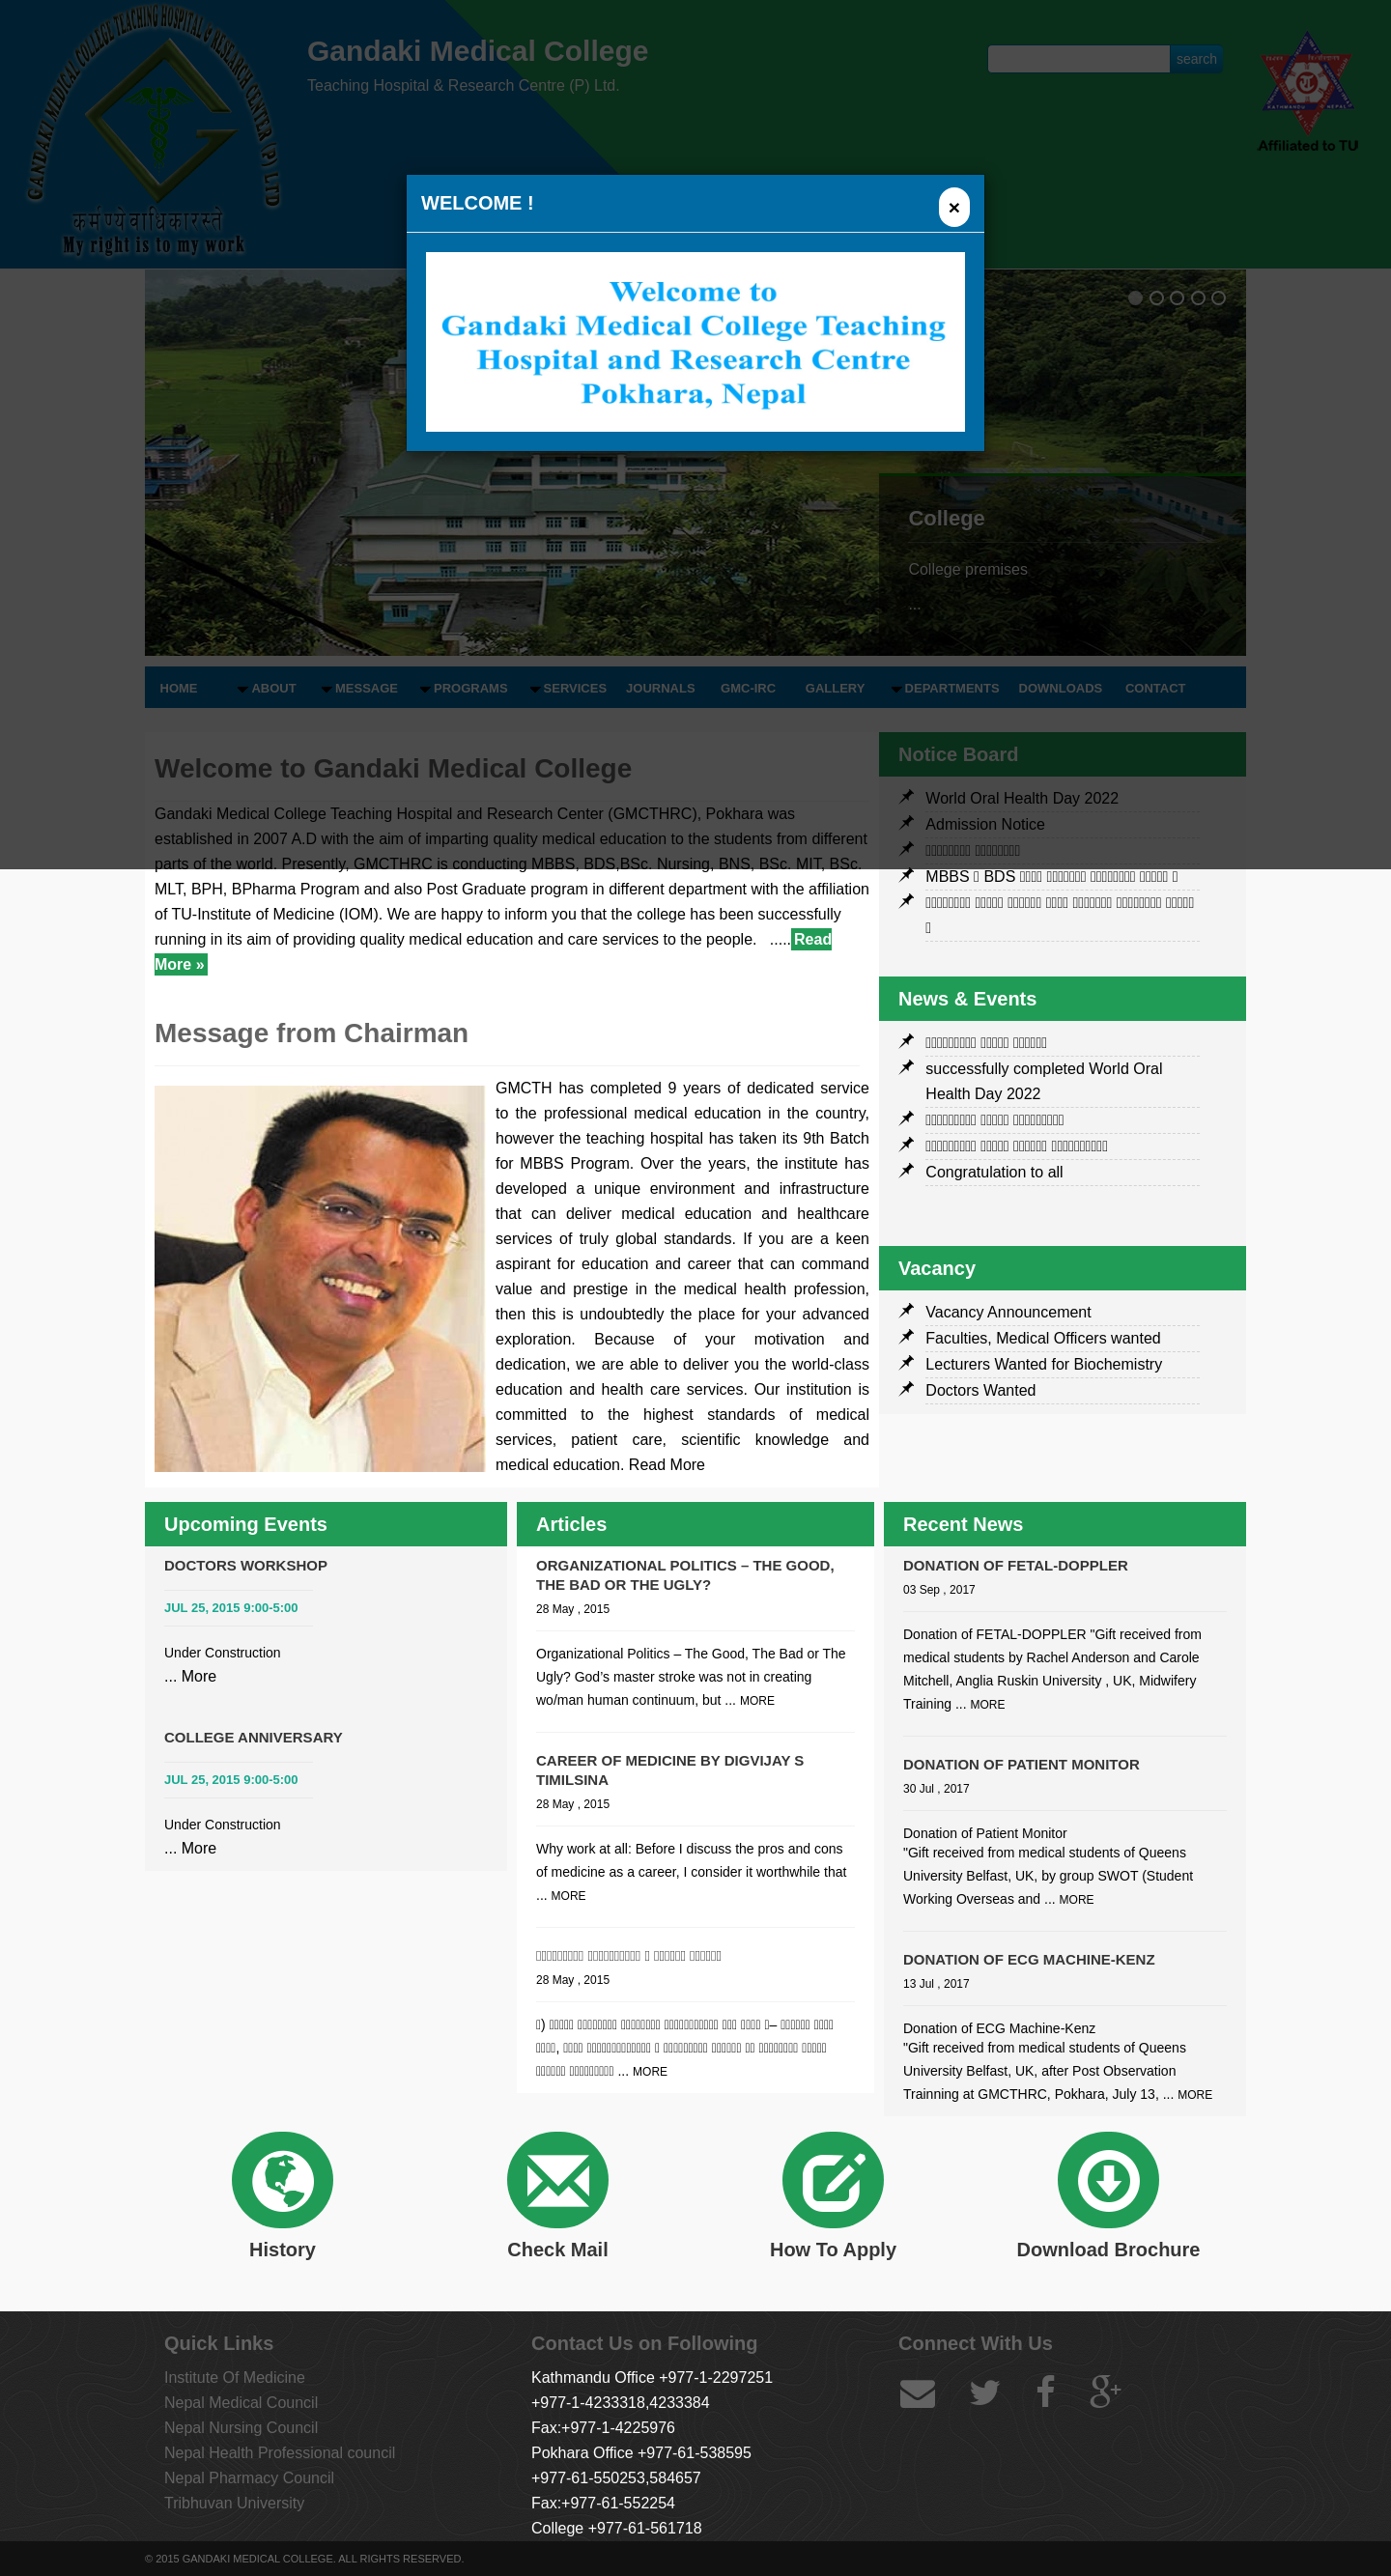 GANDAKI MEDICAL COLLEGE TEACHING HOSPITAL & RESEARCH CENTER (P) LTD
कर्मण्येवाधिकारस्ते
My right is to my work
Gandaki Medical College
Teaching Hospital & Research Centre (P) Ltd.
search
Affiliated to TU
WELCOME !
×
Welcome to
Gandaki Medical College Teaching
Hospital and Research Centre
Pokhara, Nepal
College
College premises
...
HOME ABOUT MESSAGE PROGRAMS SERVICES JOURNALS GMC-IRC GALLERY DEPARTMENTS DOWNLOADS CONTACT
Welcome to Gandaki Medical College
Gandaki Medical College Teaching Hospital and Research Center (GMCTHRC), Pokhara was
established in 2007 A.D with the aim of imparting quality medical education to the students from different
parts of the world. Presently, GMCTHRC is conducting MBBS, BDS,BSc. Nursing, BNS, BSc. MIT, BSc.
MLT, BPH, BPharma Program and also Post Graduate program in different department with the affiliation
of TU-Institute of Medicine (IOM). We are happy to inform you that the college has been successfully
running in its aim of providing quality medical education and care services to the people. .....Read
More »
Message from Chairman
GMCTH has completed 9 years of dedicated service
to the professional medical education in the country,
however the teaching hospital has taken its 9th Batch
for MBBS Program. Over the years, the institute has
developed a unique environment and infrastructure
that can deliver medical education and healthcare
services of truly global standards. If you are a keen
aspirant for education and career that can command
value and prestige in the medical health profession,
then this is undoubtedly the place for your advanced
exploration. Because of your motivation and
dedication, we are able to deliver you the world-class
education and health care services. Our institution is
committed to the highest standards of medical
services, patient care, scientific knowledge and
medical education. Read More
Notice Board
World Oral Health Day 2022
Admission Notice
MBBS BDS
News & Events
successfully completed World Oral
Health Day 2022
Congratulation to all
Vacancy
Vacancy Announcement
Faculties, Medical Officers wanted
Lecturers Wanted for Biochemistry
Doctors Wanted
Upcoming Events
DOCTORS WORKSHOP
JUL 25, 2015 9:00-5:00
Under Construction
... More
COLLEGE ANNIVERSARY
JUL 25, 2015 9:00-5:00
Under Construction
... More
Articles
ORGANIZATIONAL POLITICS – THE GOOD,
THE BAD OR THE UGLY?
28 May , 2015
Organizational Politics – The Good, The Bad or The
Ugly? God’s master stroke was not in creating
wo/man human continuum, but ... MORE
CAREER OF MEDICINE BY DIGVIJAY S
TIMILSINA
28 May , 2015
Why work at all: Before I discuss the pros and cons
of medicine as a career, I consider it worthwhile that
... MORE
28 May , 2015
... MORE
Recent News
DONATION OF FETAL-DOPPLER
03 Sep , 2017
Donation of FETAL-DOPPLER "Gift received from
medical students by Rachel Anderson and Carole
Mitchell, Anglia Ruskin University , UK, Midwifery
Training ... MORE
DONATION OF PATIENT MONITOR
30 Jul , 2017
Donation of Patient Monitor
"Gift received from medical students of Queens
University Belfast, UK, by group SWOT (Student
Working Overseas and ... MORE
DONATION OF ECG MACHINE-KENZ
13 Jul , 2017
Donation of ECG Machine-Kenz
"Gift received from medical students of Queens
University Belfast, UK, after Post Observation
Trainning at GMCTHRC, Pokhara, July 13, ... MORE
History
Check Mail
How To Apply
Download Brochure
Quick Links
Institute Of Medicine
Nepal Medical Council
Nepal Nursing Council
Nepal Health Professional council
Nepal Pharmacy Council
Tribhuvan University
Contact Us on Following
Kathmandu Office +977-1-2297251
+977-1-4233318,4233384
Fax:+977-1-4225976
Pokhara Office +977-61-538595
+977-61-550253,584657
Fax:+977-61-552254
College +977-61-561718
Connect With Us
© 2015 GANDAKI MEDICAL COLLEGE. ALL RIGHTS RESERVED.